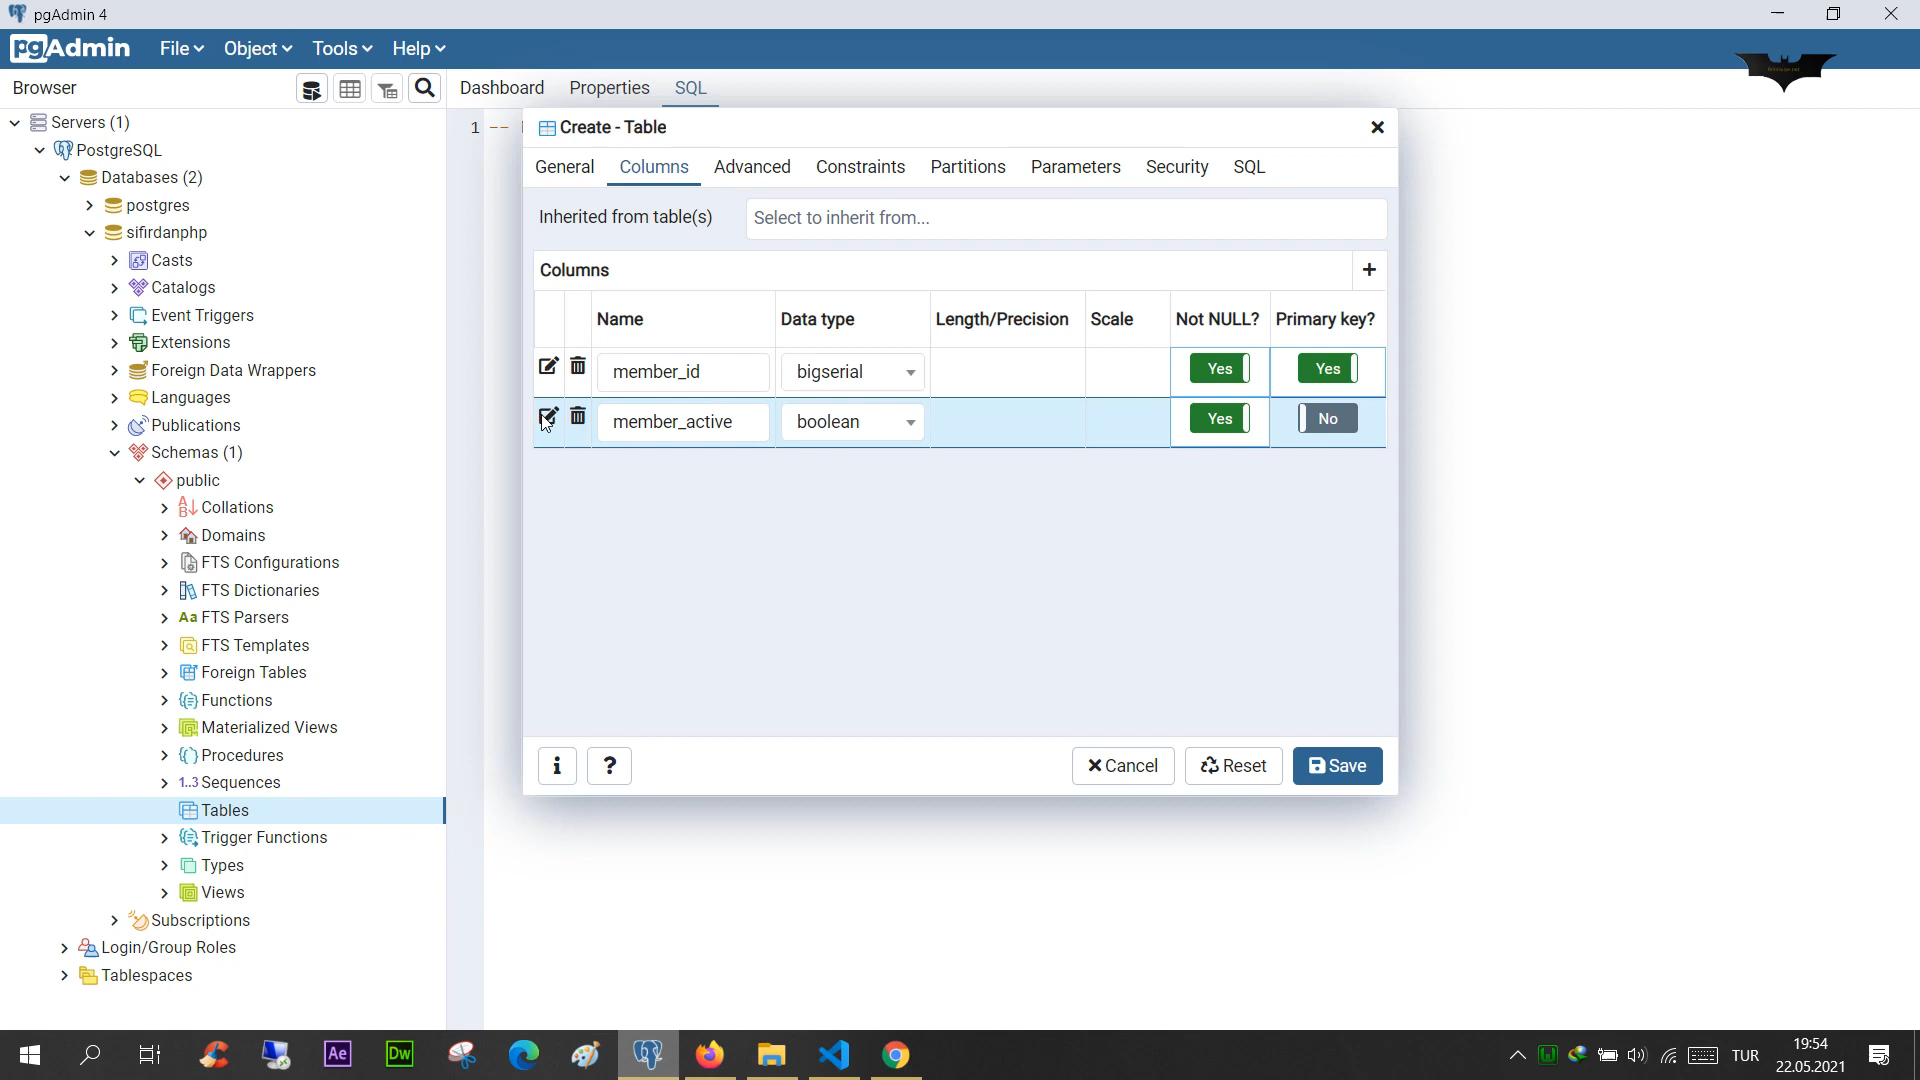 pgAdmin 4
pgAdmin File Object Tools Help
Browser
Dashboard Properties SQL
Servers (1)
PostgreSQL
Databases (2)
postgres
sifirdanphp
Casts
Catalogs
Event Triggers
Extensions
Foreign Data Wrappers
Languages
Publications
Schemas (1)
public
Collations
Domains
FTS Configurations
FTS Dictionaries
Aa FTS Parsers
FTS Templates
Foreign Tables
Functions
Materialized Views
Procedures
1..3 Sequences
Tables
Trigger Functions
Types
Views
Subscriptions
Login/Group Roles
Tablespaces
1 --
Create - Table
General Columns Advanced Constraints Partitions Parameters Security SQL
Inherited from table(s) Select to inherit from...
Columns +
Name Data type Length/Precision Scale Not NULL? Primary key?
member_id bigserial Yes Yes
member_active boolean Yes No
i ? Cancel Reset Save
Ae Dw TUR 19:54
22.05.2021